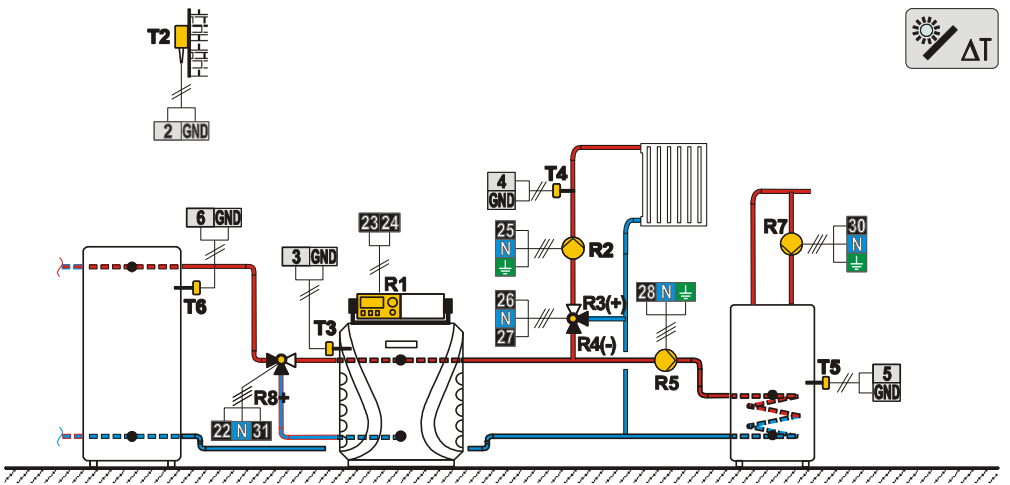 T2
ΔT
2 GND
T4
4
GND
6 GND
23 24
25
N
R2
R7
30
N
3 GND
R1
26
N
27
R3(+)
28 N
T6
T3
R4(-)
R5
T5
5
GND
R8+
22 N 31